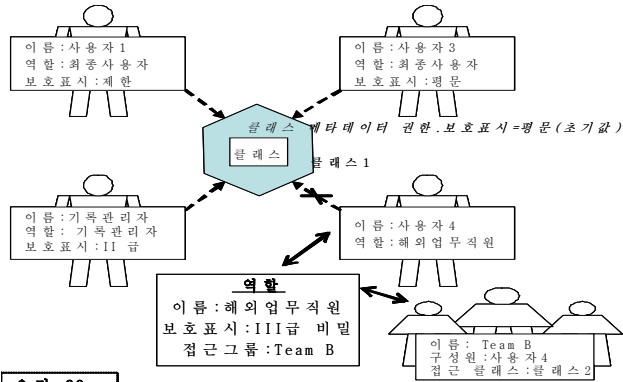 이름:사용자1
역할:최종사용자
보호표시:제한
이름:사용자3
역할:최종사용자
보호표시:평문
클래스 메타데이터 권한.보호표시=평문(초기값)
클래스
클래스1
이름:기록관리자
역할: 기록관리자
보호표시:II 급
이름:사용자4
역할:해외업무직원
역할
이름:해외업무직원
보호표시:III급 비밀
접근그룹:Team B
이름: Team B
구성원:사용자4
접근 클래스:클래스2